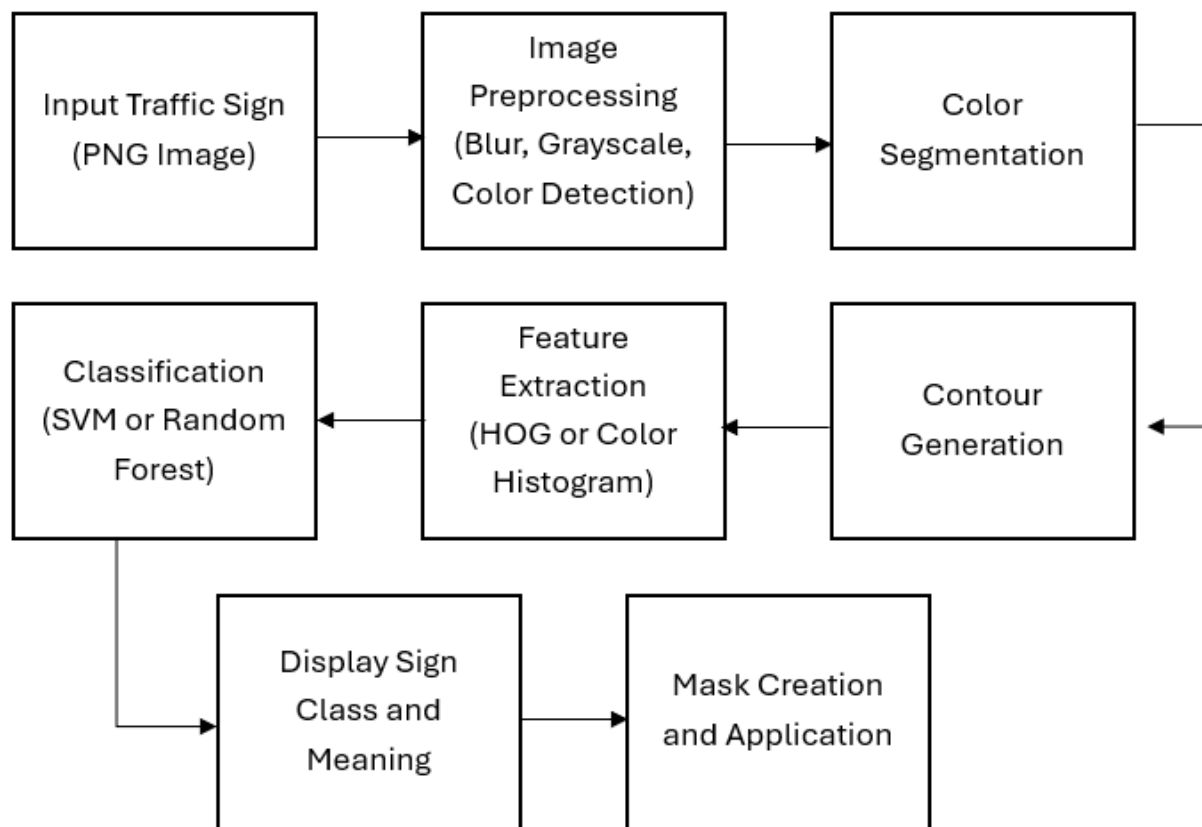 Input Traffic Sign
(PNG Image)
Image
Preprocessing
(Blur, Grayscale,
Color Detection)
Color
Segmentation
Contour
Generation
Feature
Extraction
(HOG or Color
Histogram)
Classification
(SVM or Random
Forest)
Display Sign
Class and
Meaning
Mask Creation
and Application